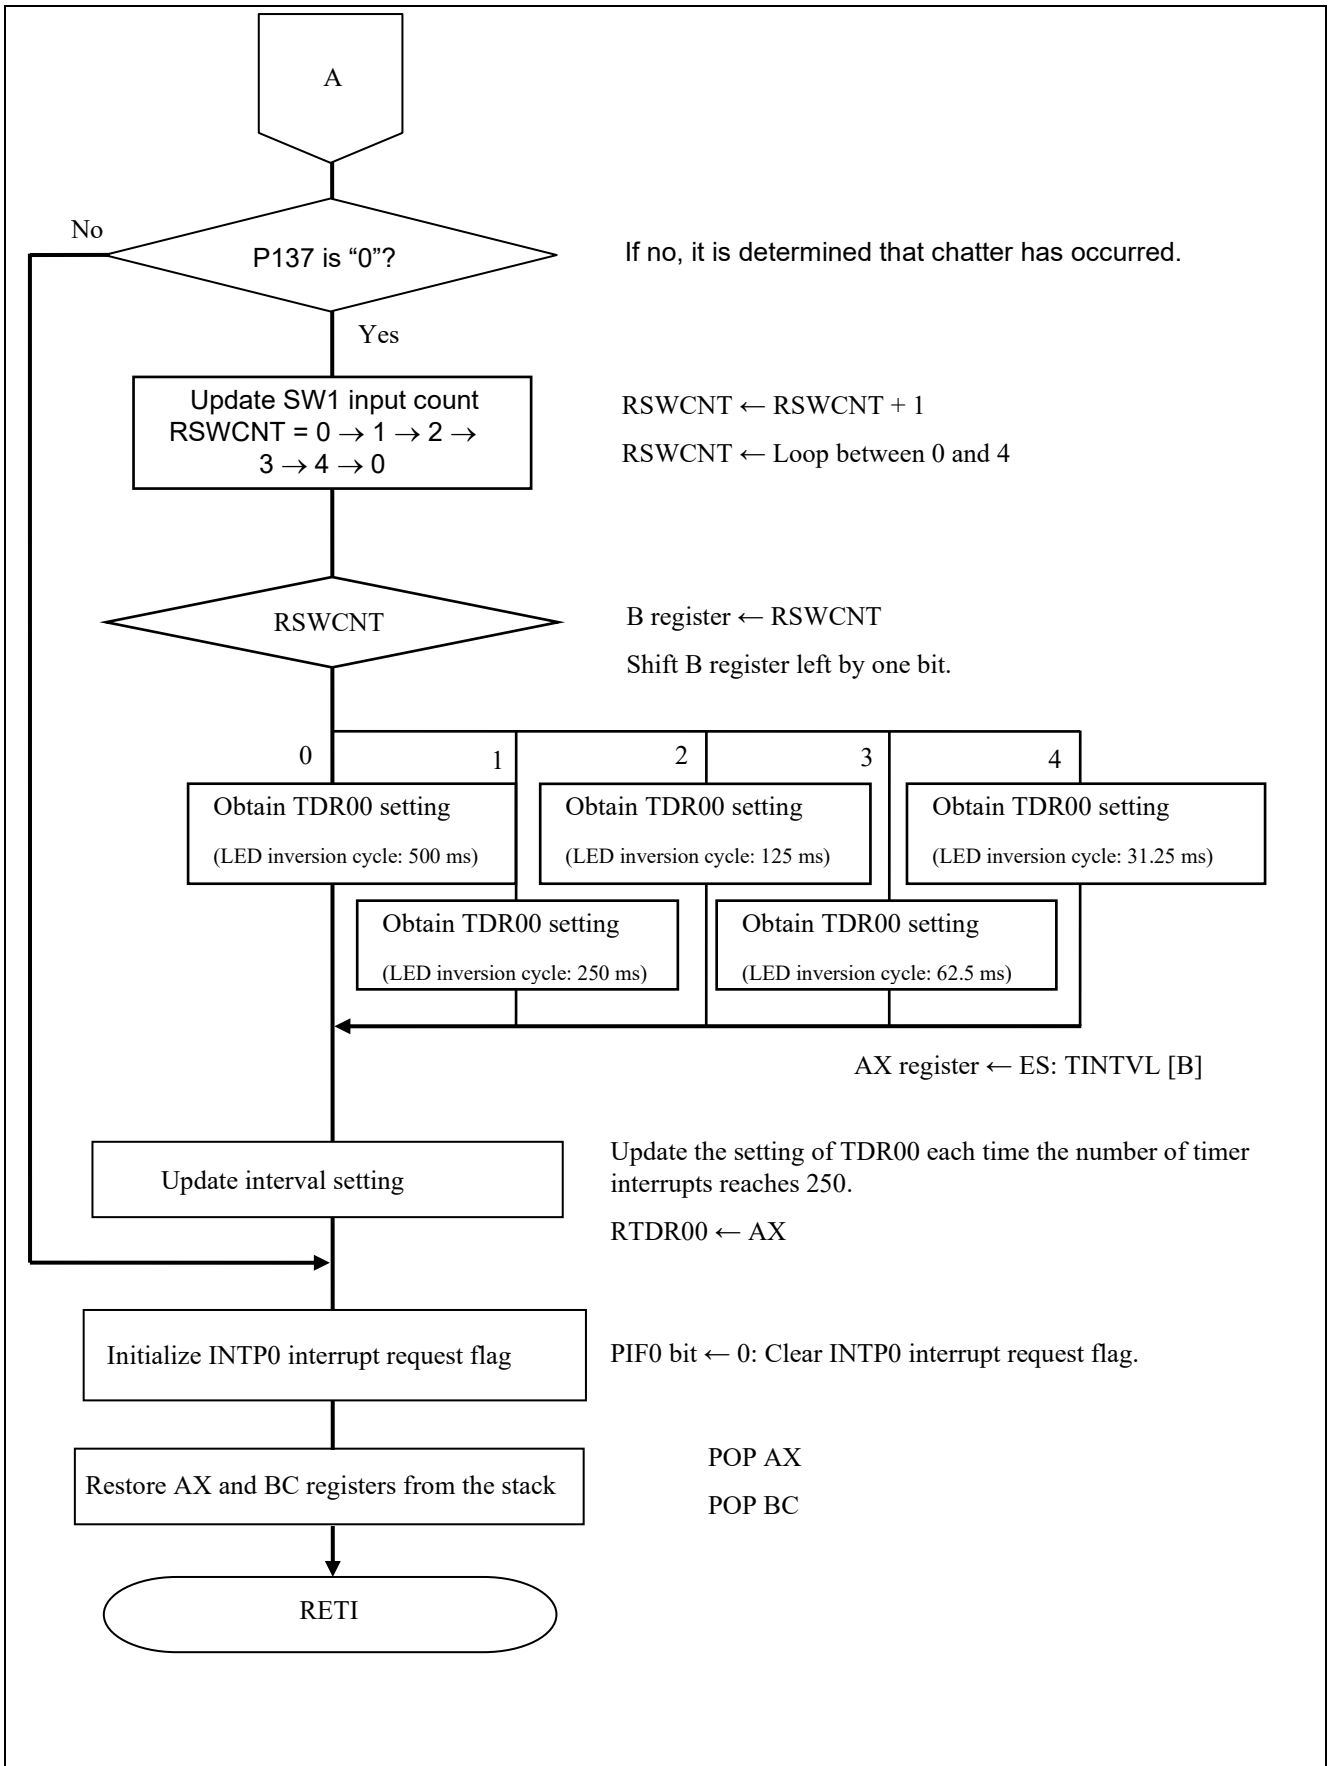 A
No
P137 is “0”?
If no, it is determined that chatter has occurred.
Yes
Update SW1 input count
RSWCNT = 0 → 1 → 2 →
3 → 4 → 0
RSWCNT ← RSWCNT + 1
RSWCNT ← Loop between 0 and 4
RSWCNT
B register ← RSWCNT
Shift B register left by one bit.
0
1
2
3
4
Obtain TDR00 setting
(LED inversion cycle: 500 ms)
Obtain TDR00 setting
(LED inversion cycle: 125 ms)
Obtain TDR00 setting
(LED inversion cycle: 31.25 ms)
Obtain TDR00 setting
(LED inversion cycle: 250 ms)
Obtain TDR00 setting
(LED inversion cycle: 62.5 ms)
AX register ← ES: TINTVL [B]
Update interval setting
Update the setting of TDR00 each time the number of timer
interrupts reaches 250.
RTDR00 ← AX
Initialize INTP0 interrupt request flag
PIF0 bit ← 0: Clear INTP0 interrupt request flag.
Restore AX and BC registers from the stack
POP AX
POP BC
RETI